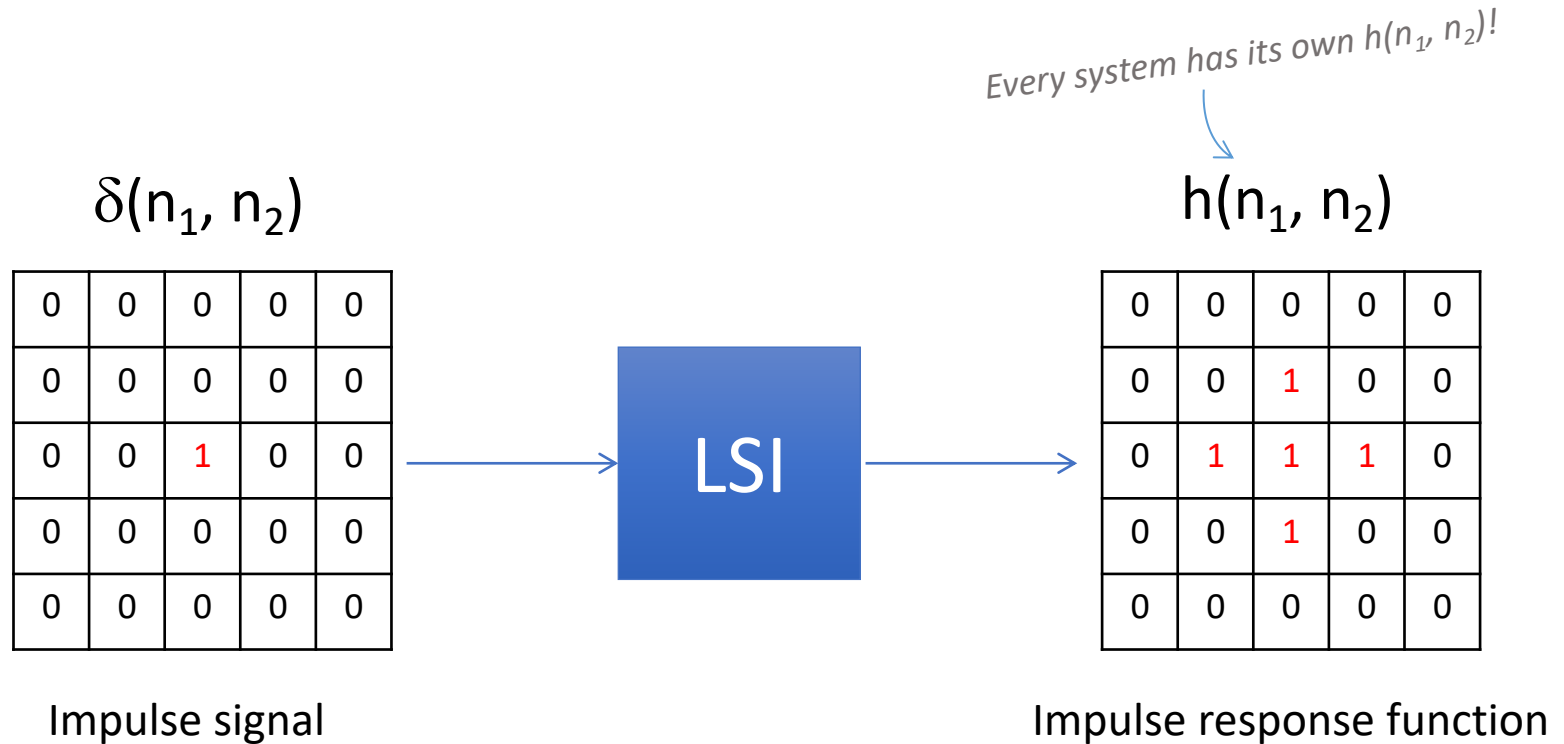 Every system has its own h(n₁, n₂)!
δ(n₁, n₂)
h(n₁, n₂)
0 0 0 0 0
0 0 0 0 0
0 0 1 0 0
0 0 0 0 0
0 0 0 0 0
LSI
0 0 0 0 0
0 0 1 0 0
0 1 1 1 0
0 0 1 0 0
0 0 0 0 0
Impulse signal
Impulse response function